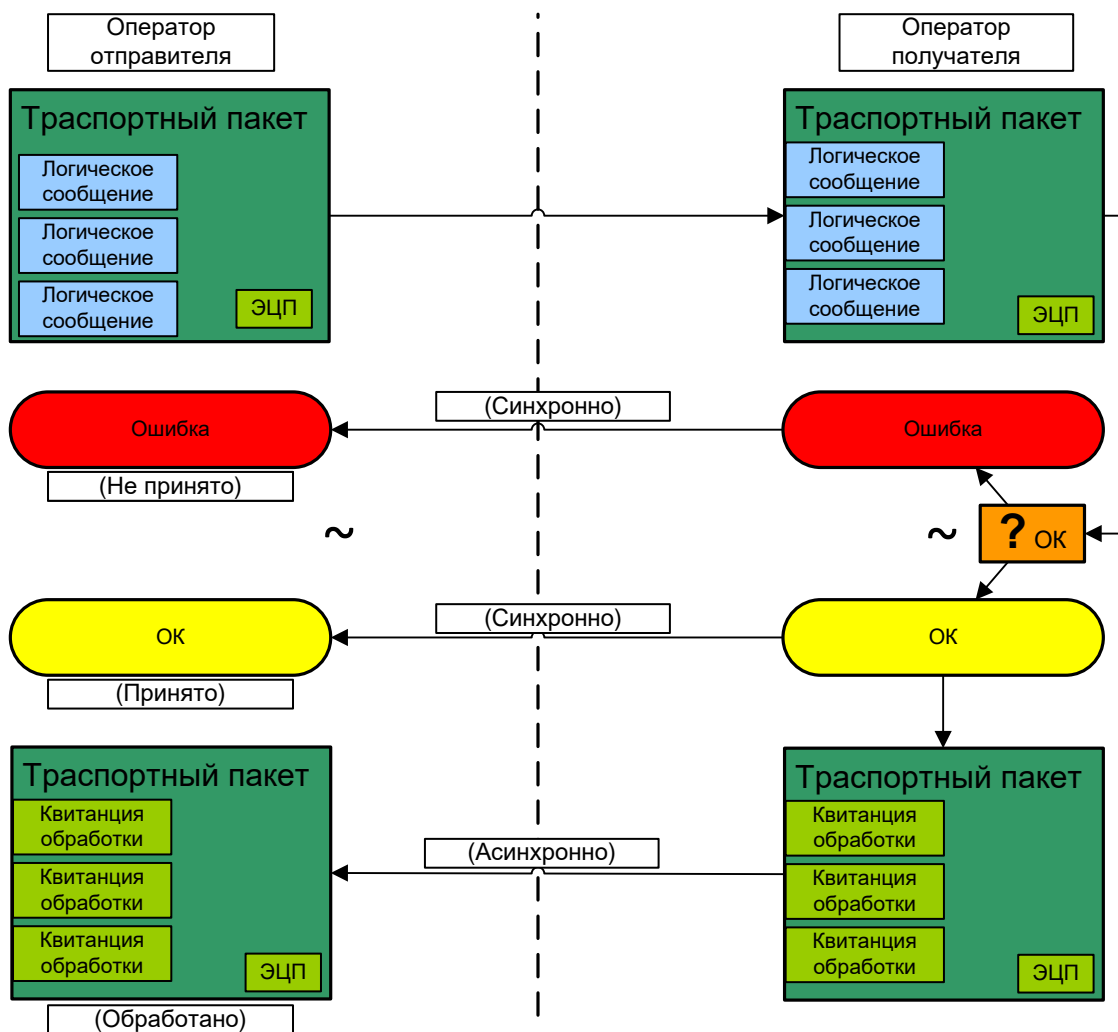 Оператор
отправителя
Оператор
получателя
Траспортный пакет
Логическое
сообщение
Логическое
сообщение
Логическое
сообщение
ЭЦП
Траспортный пакет
Логическое
сообщение
Логическое
сообщение
Логическое
сообщение
ЭЦП
Ошибка
(Синхронно)
Ошибка
(Не принято)
~
~
? ОК
ОК
(Синхронно)
ОК
(Принято)
Траспортный пакет
Квитанция
обработки
Квитанция
обработки
Квитанция
обработки
ЭЦП
(Асинхронно)
Траспортный пакет
Квитанция
обработки
Квитанция
обработки
Квитанция
обработки
ЭЦП
(Обработано)